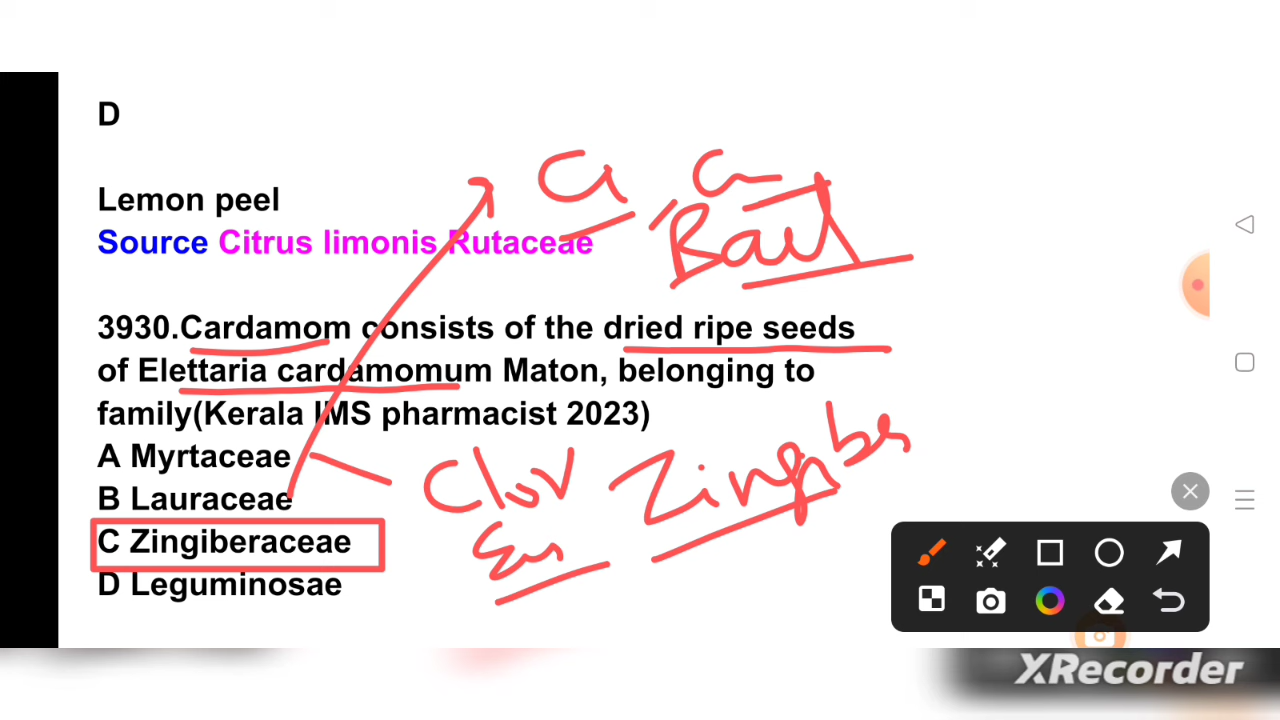 D
Lemon peel
Source Citrus limonis Rutaceae
3930.Cardamom consists of the dried ripe seeds
of Elettaria cardamomum Maton, belonging to
family(Kerala IMS pharmacist 2023)
A Myrtaceae
B Lauraceae
C Zingiberaceae
D Leguminosae
Clov Zingiber
XRecorder